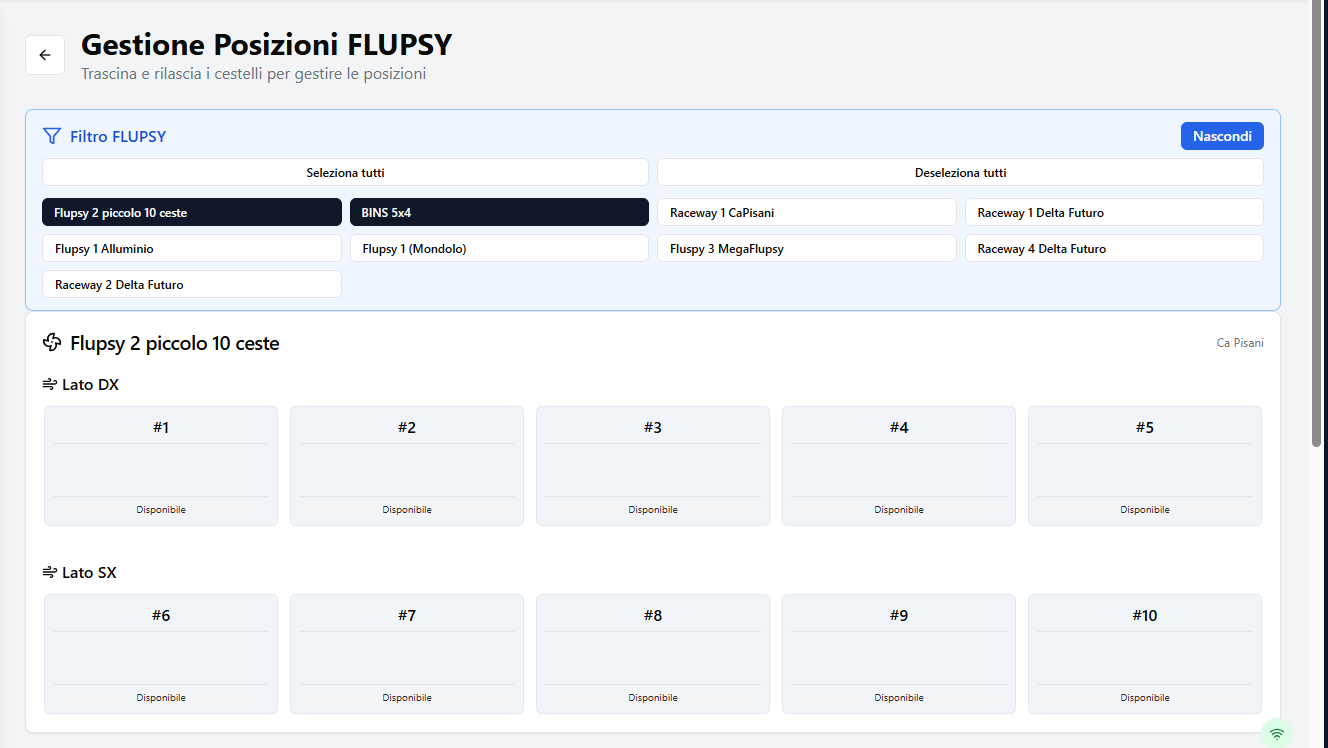 Gestione Posizioni FLUPSY
Trascina e rilascia i cestelli per gestire le posizioni
Filtro FLUPSY
Nascondi
Seleziona tutti
Deseleziona tutti
Flupsy 2 piccolo 10 ceste
BINS 5x4
Raceway 1 CaPisani
Raceway 1 Delta Futuro
Flupsy 1 Alluminio
Flupsy 1 (Mondolo)
Fluspy 3 MegaFlupsy
Raceway 4 Delta Futuro
Raceway 2 Delta Futuro
Flupsy 2 piccolo 10 ceste
Ca Pisani
Lato DX
#1
#2
#3
#4
#5
Disponibile
Disponibile
Disponibile
Disponibile
Disponibile
Lato SX
#6
#7
#8
#9
#10
Disponibile
Disponibile
Disponibile
Disponibile
Disponibile